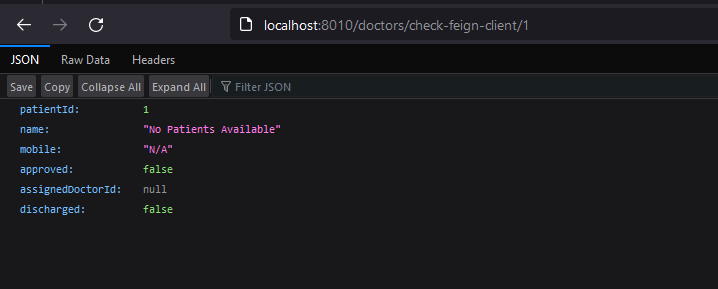 localhost:8010/doctors/check-feign-client/1
JSON Raw Data Headers
Save Copy Collapse All Expand All Filter JSON
patientId: 1
name: "No Patients Available"
mobile: "N/A"
approved: false
assignedDoctorId: null
discharged: false